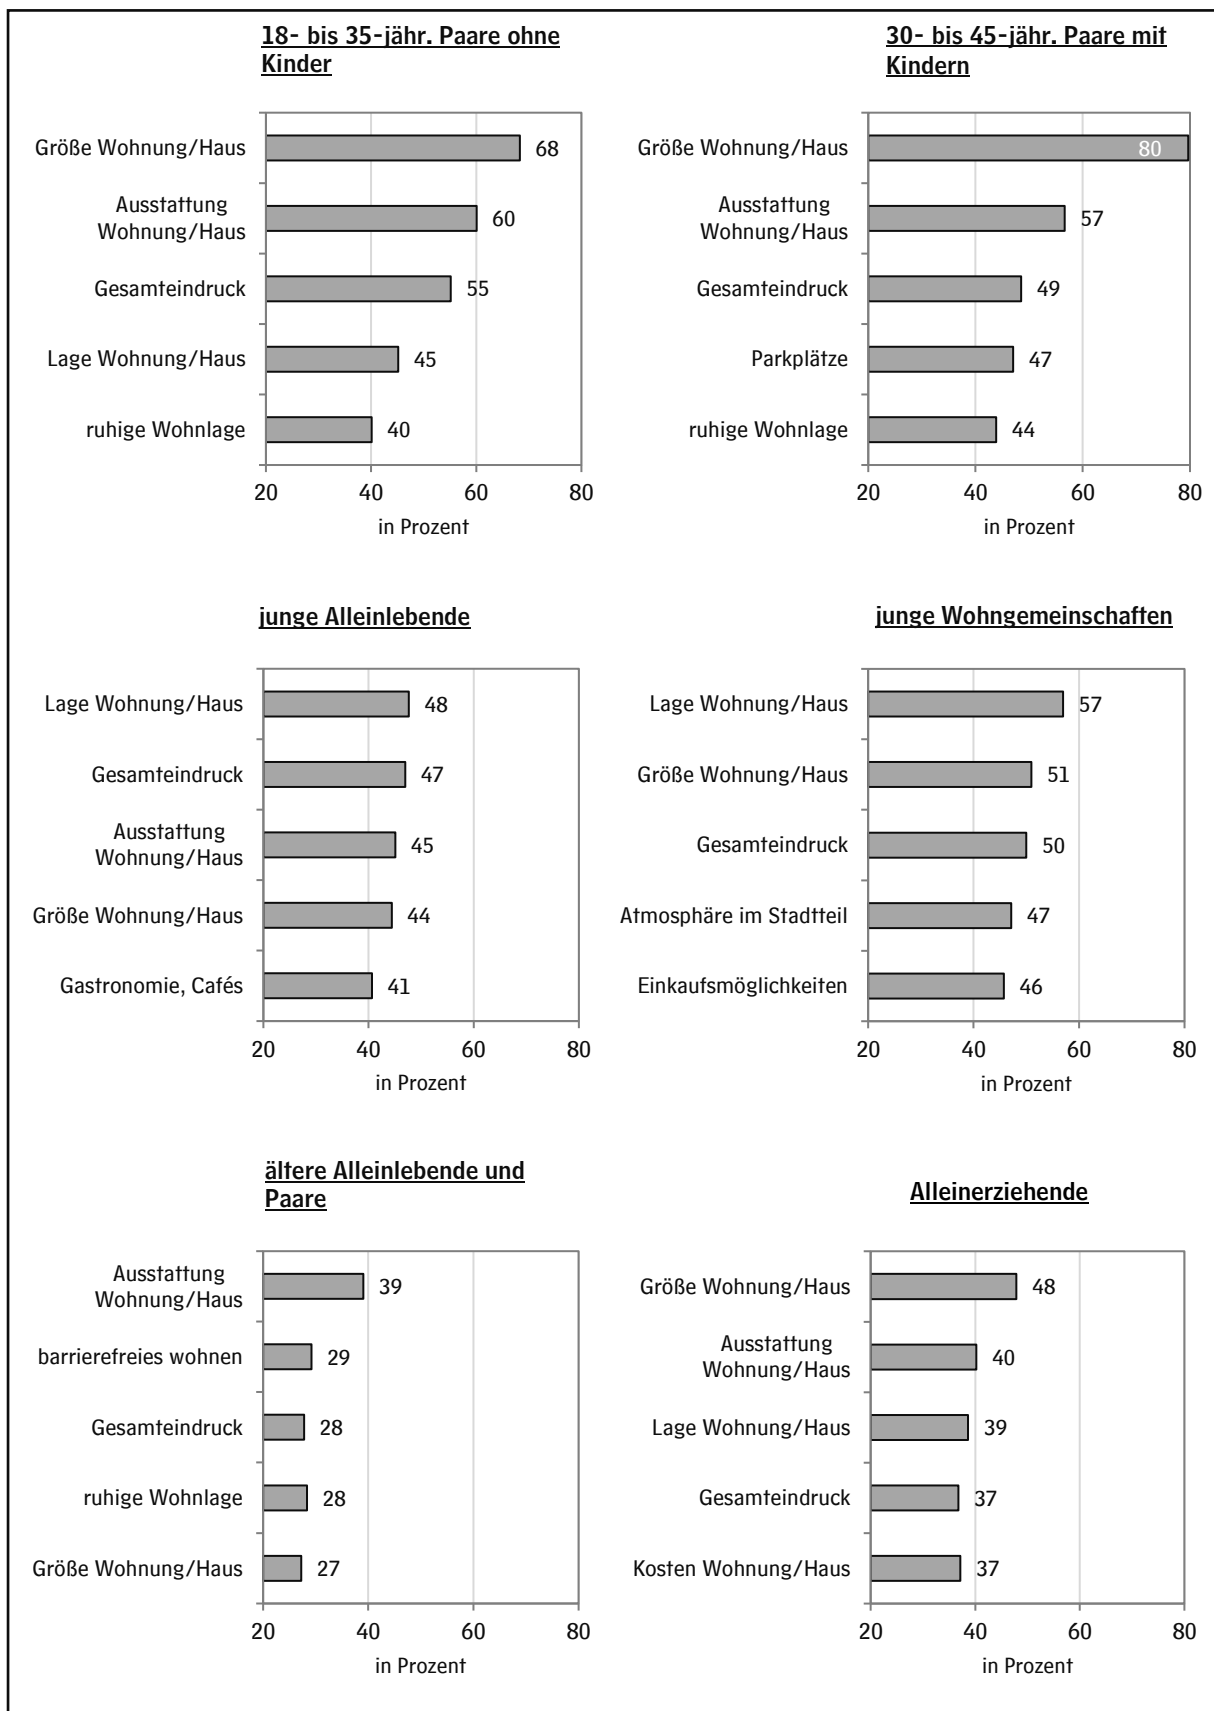 18- bis 35-jähr. Paare ohne
Kinder
Größe Wohnung/Haus
68
Ausstattung
Wohnung/Haus
60
Gesamteindruck
55
Lage Wohnung/Haus
45
ruhige Wohnlage
40
20 40 60 80
in Prozent
30- bis 45-jähr. Paare mit
Kindern
Größe Wohnung/Haus
80
Ausstattung
Wohnung/Haus
57
Gesamteindruck
49
Parkplätze
47
ruhige Wohnlage
44
20 40 60 80
in Prozent
junge Alleinlebende
Lage Wohnung/Haus
48
Gesamteindruck
47
Ausstattung
Wohnung/Haus
45
Größe Wohnung/Haus
44
Gastronomie, Cafés
41
20 40 60 80
in Prozent
junge Wohngemeinschaften
Lage Wohnung/Haus
57
Größe Wohnung/Haus
51
Gesamteindruck
50
Atmosphäre im Stadtteil
47
Einkaufsmöglichkeiten
46
20 40 60 80
in Prozent
ältere Alleinlebende und
Paare
Ausstattung
Wohnung/Haus
39
barrierefreies wohnen
29
Gesamteindruck
28
ruhige Wohnlage
28
Größe Wohnung/Haus
27
20 40 60 80
in Prozent
Alleinerziehende
Größe Wohnung/Haus
48
Ausstattung
Wohnung/Haus
40
Lage Wohnung/Haus
39
Gesamteindruck
37
Kosten Wohnung/Haus
37
20 40 60 80
in Prozent